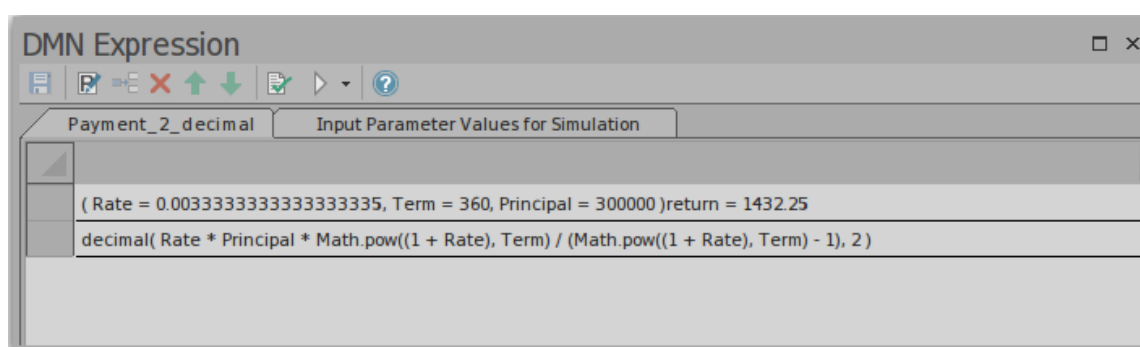 DMN Expression
Payment_2_decimal Input Parameter Values for Simulation
( Rate = 0.0033333333333333335, Term = 360, Principal = 300000 )return = 1432.25
decimal( Rate * Principal * Math.pow((1 + Rate), Term) / (Math.pow((1 + Rate), Term) - 1), 2 )